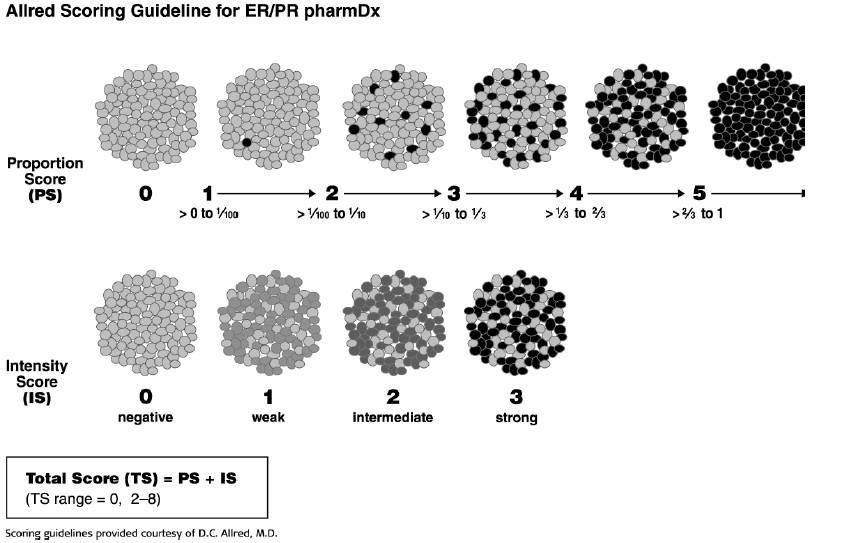 Allred Scoring Guideline for ER/PR pharmDx
Proportion
Score
(PS)
0 1 2 3 4 5
> 0 to 1/100 > 1/100 to 1/10 > 1/10 to 1/3 > 1/3 to 2/3 > 2/3 to 1
Intensity
Score
(IS)
0 1 2 3
negative weak intermediate strong
Total Score (TS) = PS + IS
(TS range = 0, 2–8)
Scoring guidelines provided courtesy of D.C. Allred, M.D.